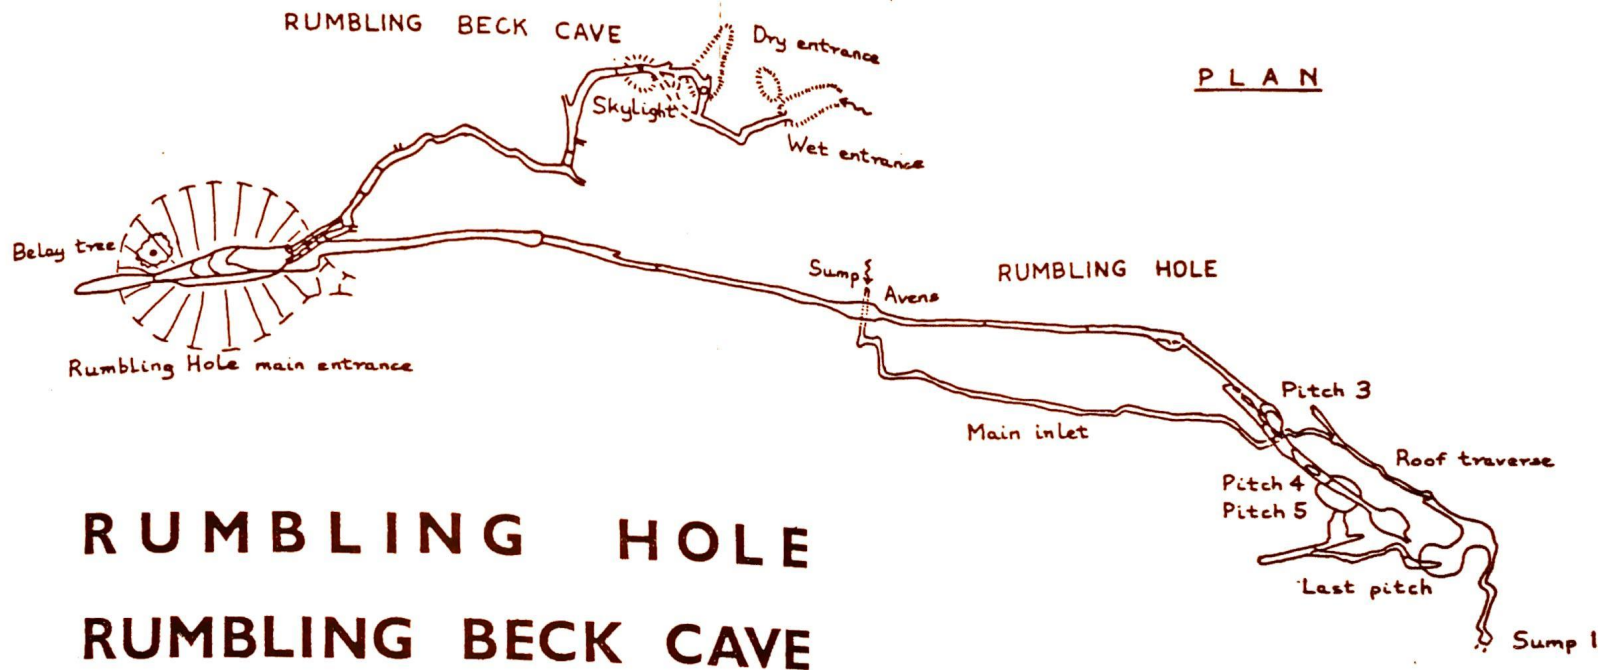 RUMBLING BECK CAVE
Dry entrance
PLAN
Skylight
Wet entrance
Belay tree
Sump
Avens
RUMBLING HOLE
Rumbling Hole main entrance
Pitch 3
Main inlet
Roof traverse
Pitch 4
Pitch 5
Last pitch
Sump 1
RUMBLING HOLE
RUMBLING BECK CAVE